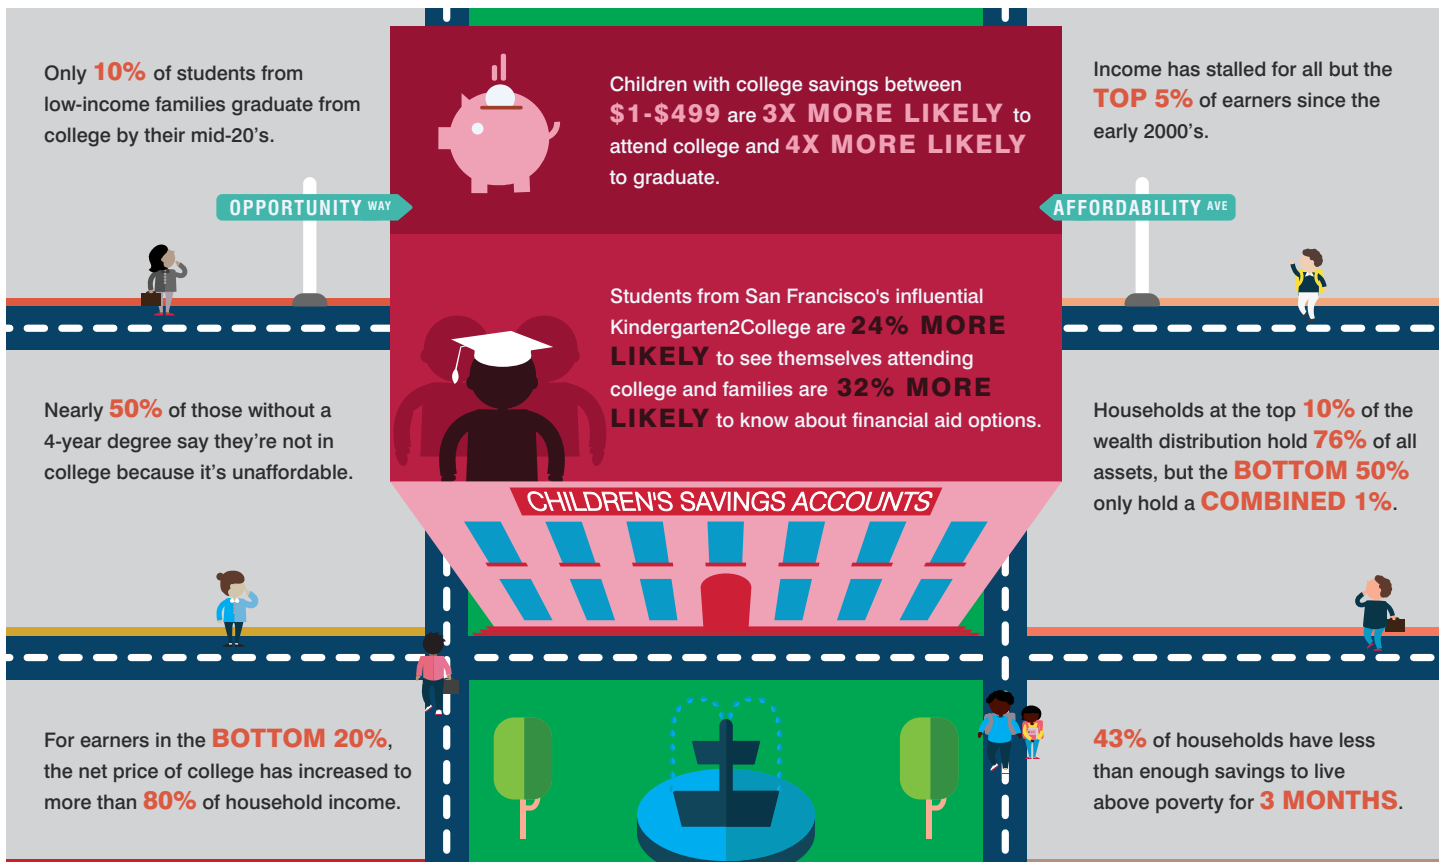 Only 10% of students from
low-income families graduate from
college by their mid-20's.
OPPORTUNITY WAY
Nearly 50% of those without a
4-year degree say they're not in
college because it's unaffordable.
For earners in the BOTTOM 20%,
the net price of college has increased to
more than 80% of household income.
Children with college savings between
$1-$499 are 3X MORE LIKELY to
attend college and 4X MORE LIKELY
to graduate.
Students from San Francisco's influential
Kindergarten2College are 24% MORE
LIKELY to see themselves attending
college and families are 32% MORE
LIKELY to know about financial aid options.
CHILDREN'S SAVINGS ACCOUNTS
Income has stalled for all but the
TOP 5% of earners since the
early 2000's.
AFFORDABILITY AVE
Households at the top 10% of the
wealth distribution hold 76% of all
assets, but the BOTTOM 50%
only hold a COMBINED 1%.
43% of households have less
than enough savings to live
above poverty for 3 MONTHS.